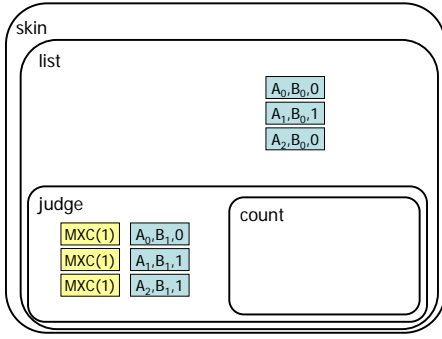 skin
list
A₀,B₀,0
A₁,B₀,1
A₂,B₀,0
judge
count
MXC(1) A₀,B₁,0
MXC(1) A₁,B₁,1
MXC(1) A₂,B₁,1